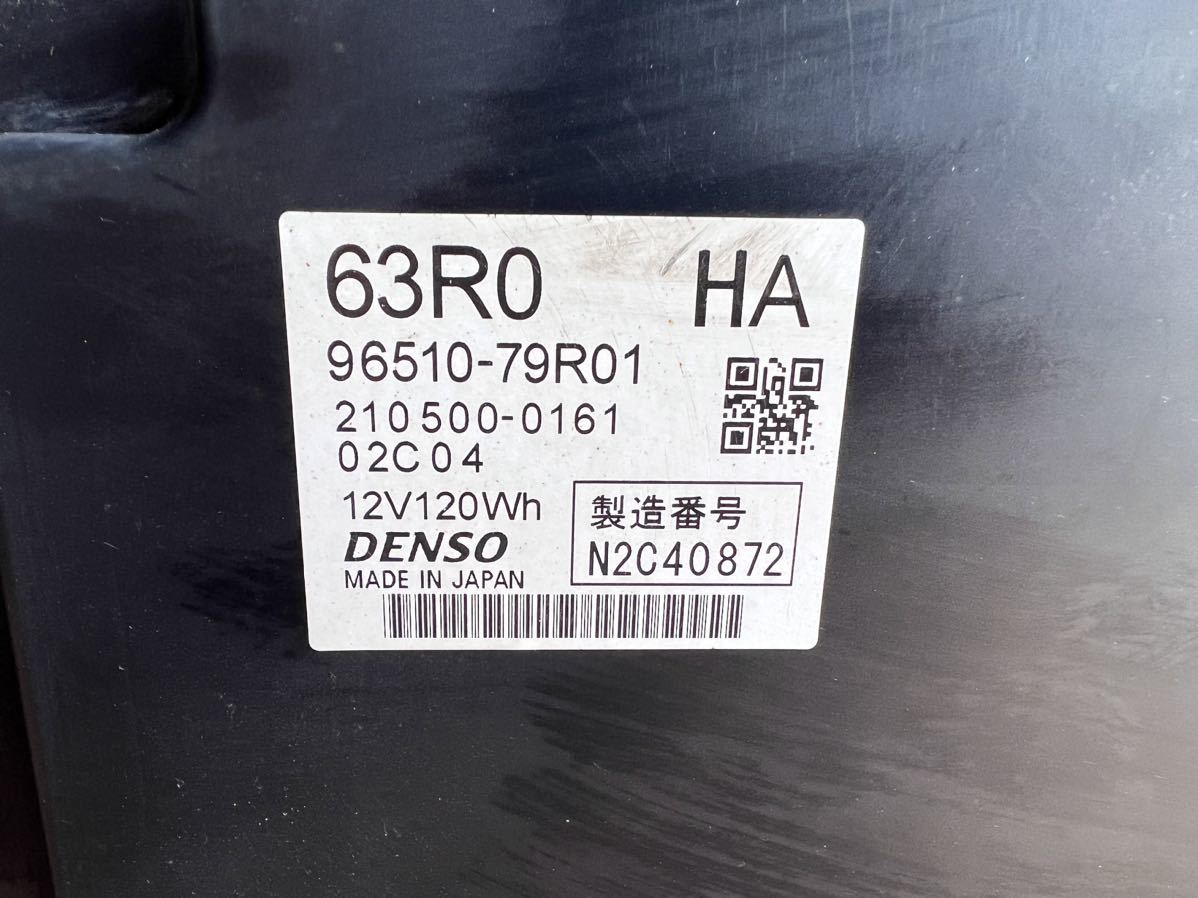 63R0 HA
96510-79R01
210500-0161
02C04
12V120Wh
DENSO
MADE IN JAPAN
製造番号
N2C40872